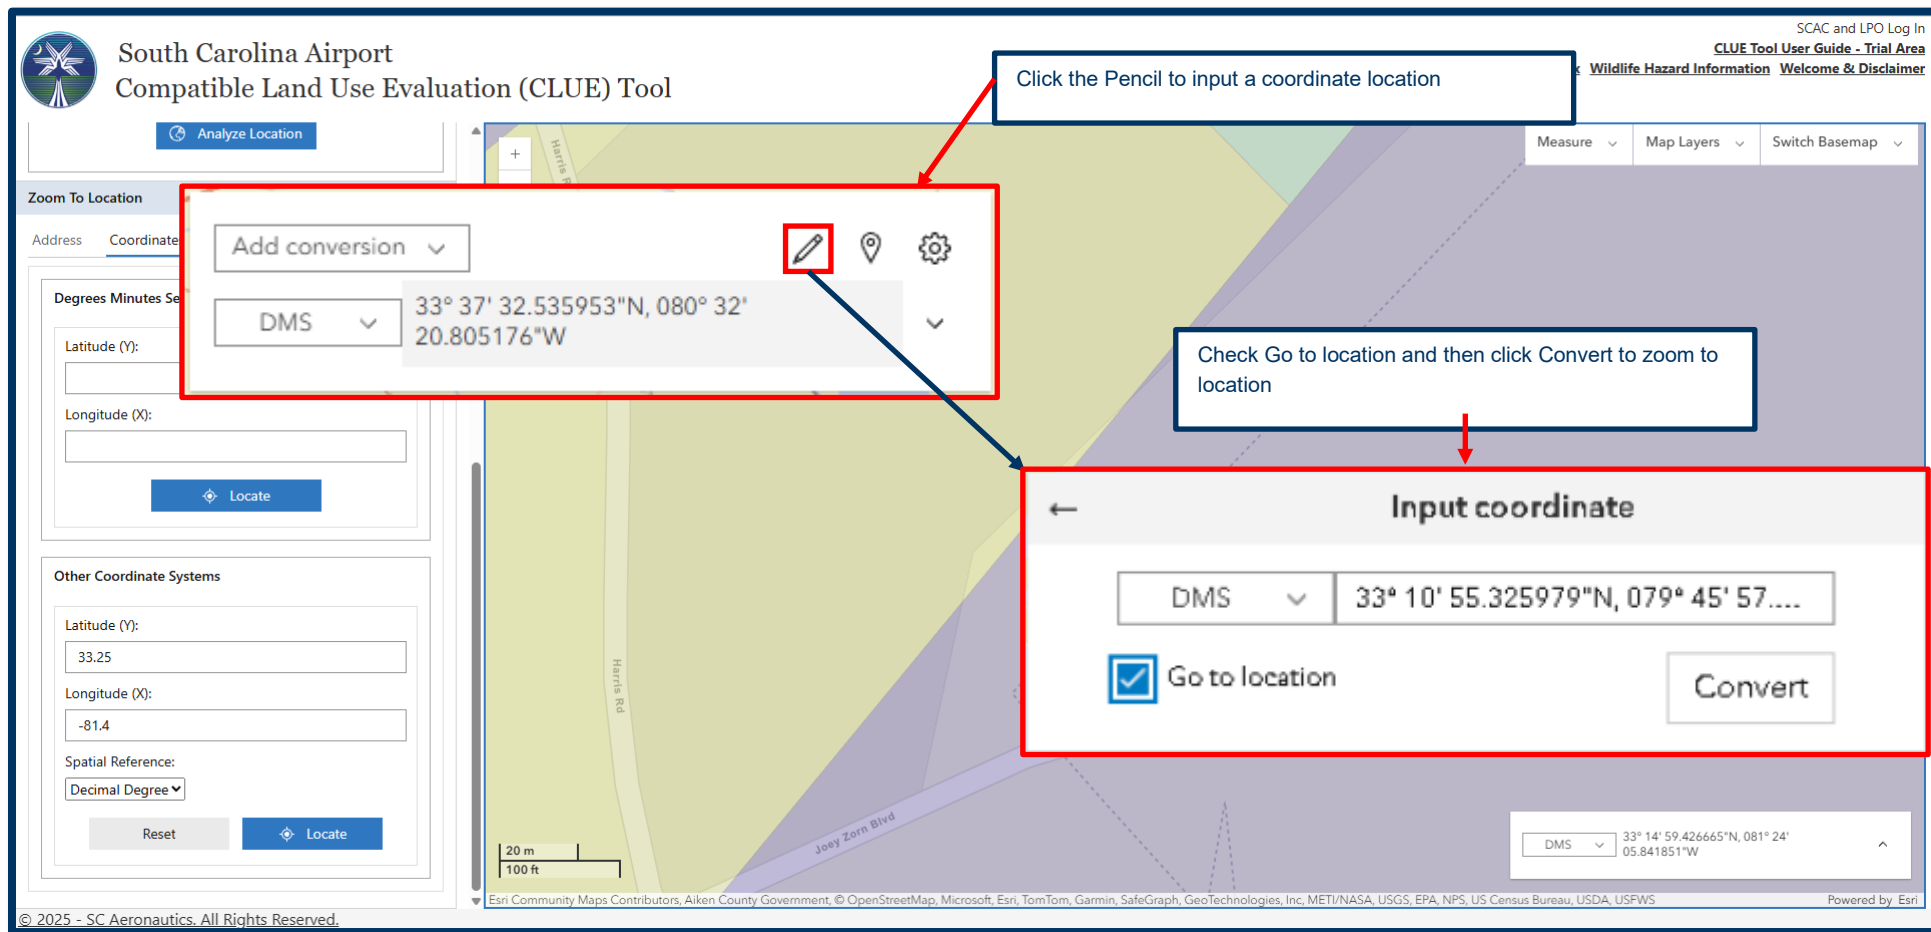 SCAC and LPO Log In
South Carolina Airport
Compatible Land Use Evaluation (CLUE) Tool
CLUE Tool User Guide - Trial Area
Wildlife Hazard Information Welcome & Disclaimer
Click the Pencil to input a coordinate location
Analyze Location
+
Measure
Map Layers
Switch Basemap
Zoom To Location
Address
Coordinate
Add conversion
DMS
33° 37' 32.535953"N, 080° 32'
20.805176"W
Degrees Minutes Se
Latitude (Y):
Longitude (X):
Locate
Check Go to location and then click Convert to zoom to
location
Input coordinate
DMS
33° 10' 55.325979"N, 079° 45' 57....
Go to location
Convert
Other Coordinate Systems
Latitude (Y):
33.25
Longitude (X):
-81.4
Spatial Reference:
Decimal Degree
Reset
Locate
Harris R
Harris Rd
Joey Zorn Blvd
20 m
100 ft
DMS
33° 14' 59.426665"N, 081° 24'
05.841851"W
Esri Community Maps Contributors, Aiken County Government, © OpenStreetMap, Microsoft, Esri, TomTom, Garmin, SafeGraph, GeoTechnologies, Inc, METI/NASA, USGS, EPA, NPS, US Census Bureau, USDA, USFWS
Powered by Esri
© 2025 - SC Aeronautics. All Rights Reserved.